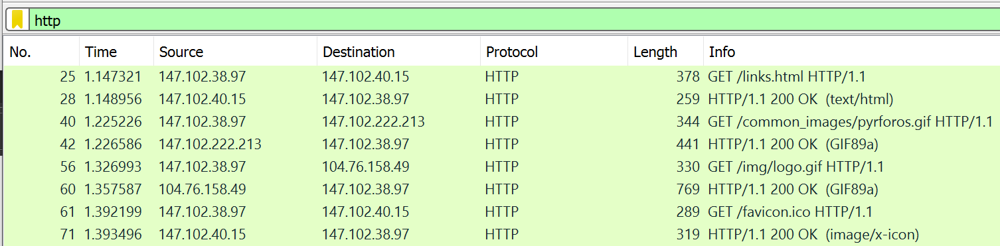 http
No. Time Source Destination Protocol Length Info
25 1.147321 147.102.38.97 147.102.40.15 HTTP 378 GET /links.html HTTP/1.1
28 1.148956 147.102.40.15 147.102.38.97 HTTP 259 HTTP/1.1 200 OK (text/html)
40 1.225226 147.102.38.97 147.102.222.213 HTTP 344 GET /common_images/pyrforos.gif HTTP/1.1
42 1.226586 147.102.222.213 147.102.38.97 HTTP 441 HTTP/1.1 200 OK (GIF89a)
56 1.326993 147.102.38.97 104.76.158.49 HTTP 330 GET /img/logo.gif HTTP/1.1
60 1.357587 104.76.158.49 147.102.38.97 HTTP 769 HTTP/1.1 200 OK (GIF89a)
61 1.392199 147.102.38.97 147.102.40.15 HTTP 289 GET /favicon.ico HTTP/1.1
71 1.393496 147.102.40.15 147.102.38.97 HTTP 319 HTTP/1.1 200 OK (image/x-icon)